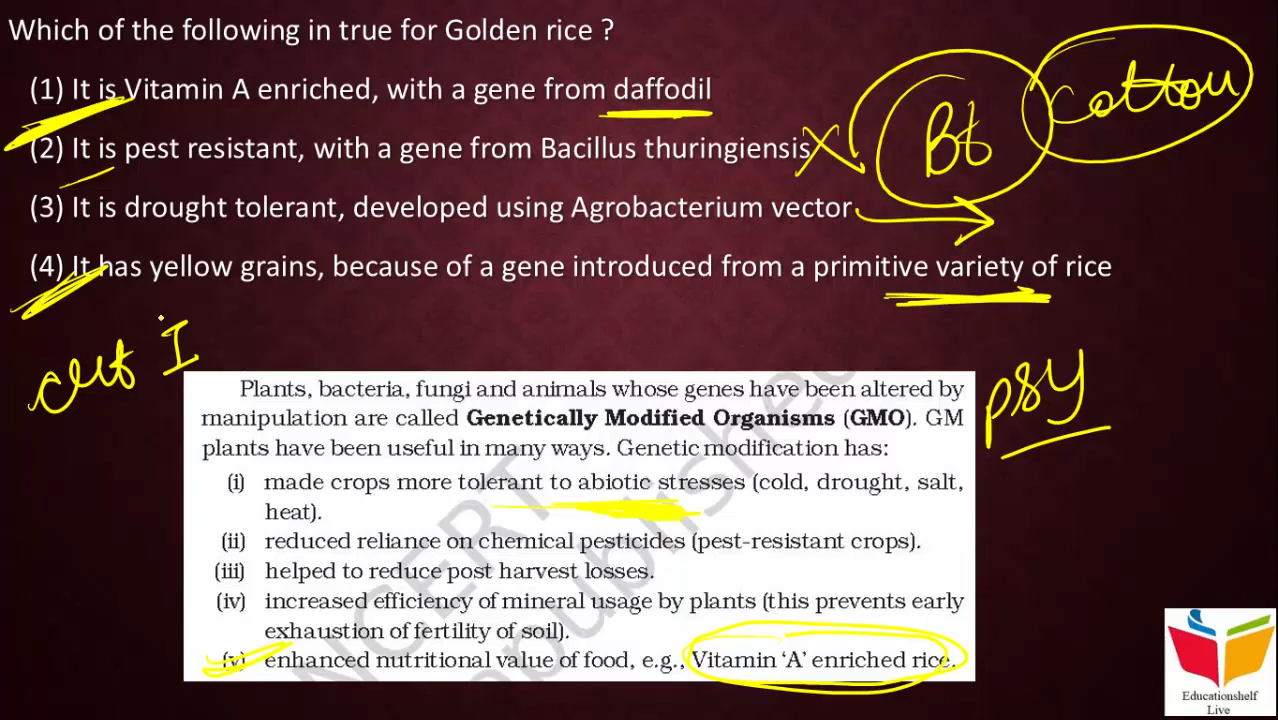 Which of the following in true for Golden rice ?
(1) It is Vitamin A enriched, with a gene from daffodil
(2) It is pest resistant, with a gene from Bacillus thuringiensis
(3) It is drought tolerant, developed using Agrobacterium vector
(4) It has yellow grains, because of a gene introduced from a primitive variety of rice
Bt
Cotton
crt I
psy
Plants, bacteria, fungi and animals whose genes have been altered by
manipulation are called Genetically Modified Organisms (GMO). GM
plants have been useful in many ways. Genetic modification has:
(i) made crops more tolerant to abiotic stresses (cold, drought, salt,
heat).
(ii) reduced reliance on chemical pesticides (pest-resistant crops).
(iii) helped to reduce post harvest losses.
(iv) increased efficiency of mineral usage by plants (this prevents early
exhaustion of fertility of soil).
(v) enhanced nutritional value of food, e.g., Vitamin ‘A’ enriched rice.
NCERT
published
Educationshelf
Live